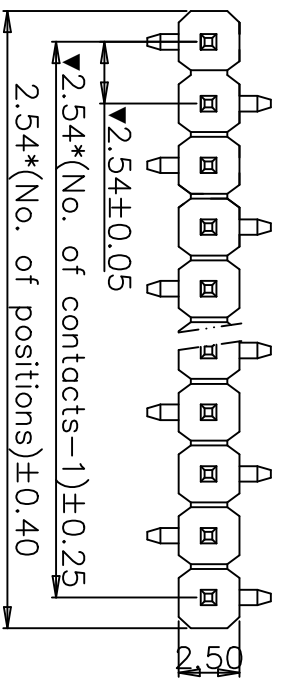 ▼2.54±0.05
▼2.54*(No. of contacts-1)±0.25
2.54*(No. of positions)±0.40
2.50